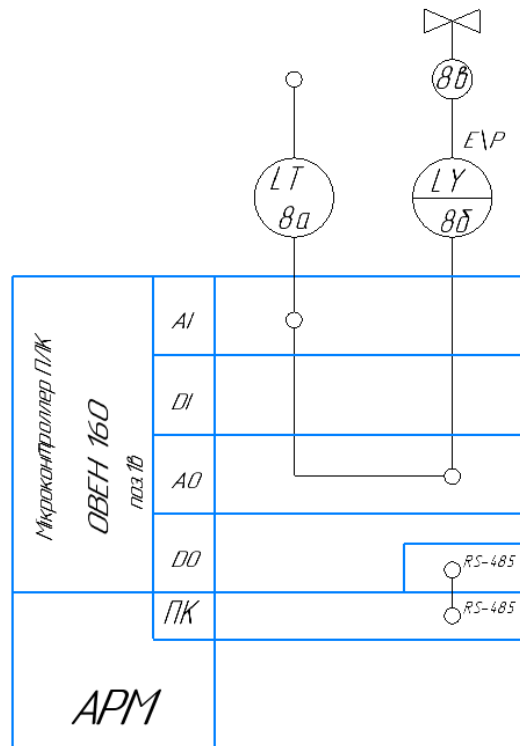 8в
E\P
LT
8а
LY
8б
Мікроконтроллер ПЛК
ОВЕН 160
поз.1в
AI
DI
AO
DO
ПК
RS-485
RS-485
АРМ